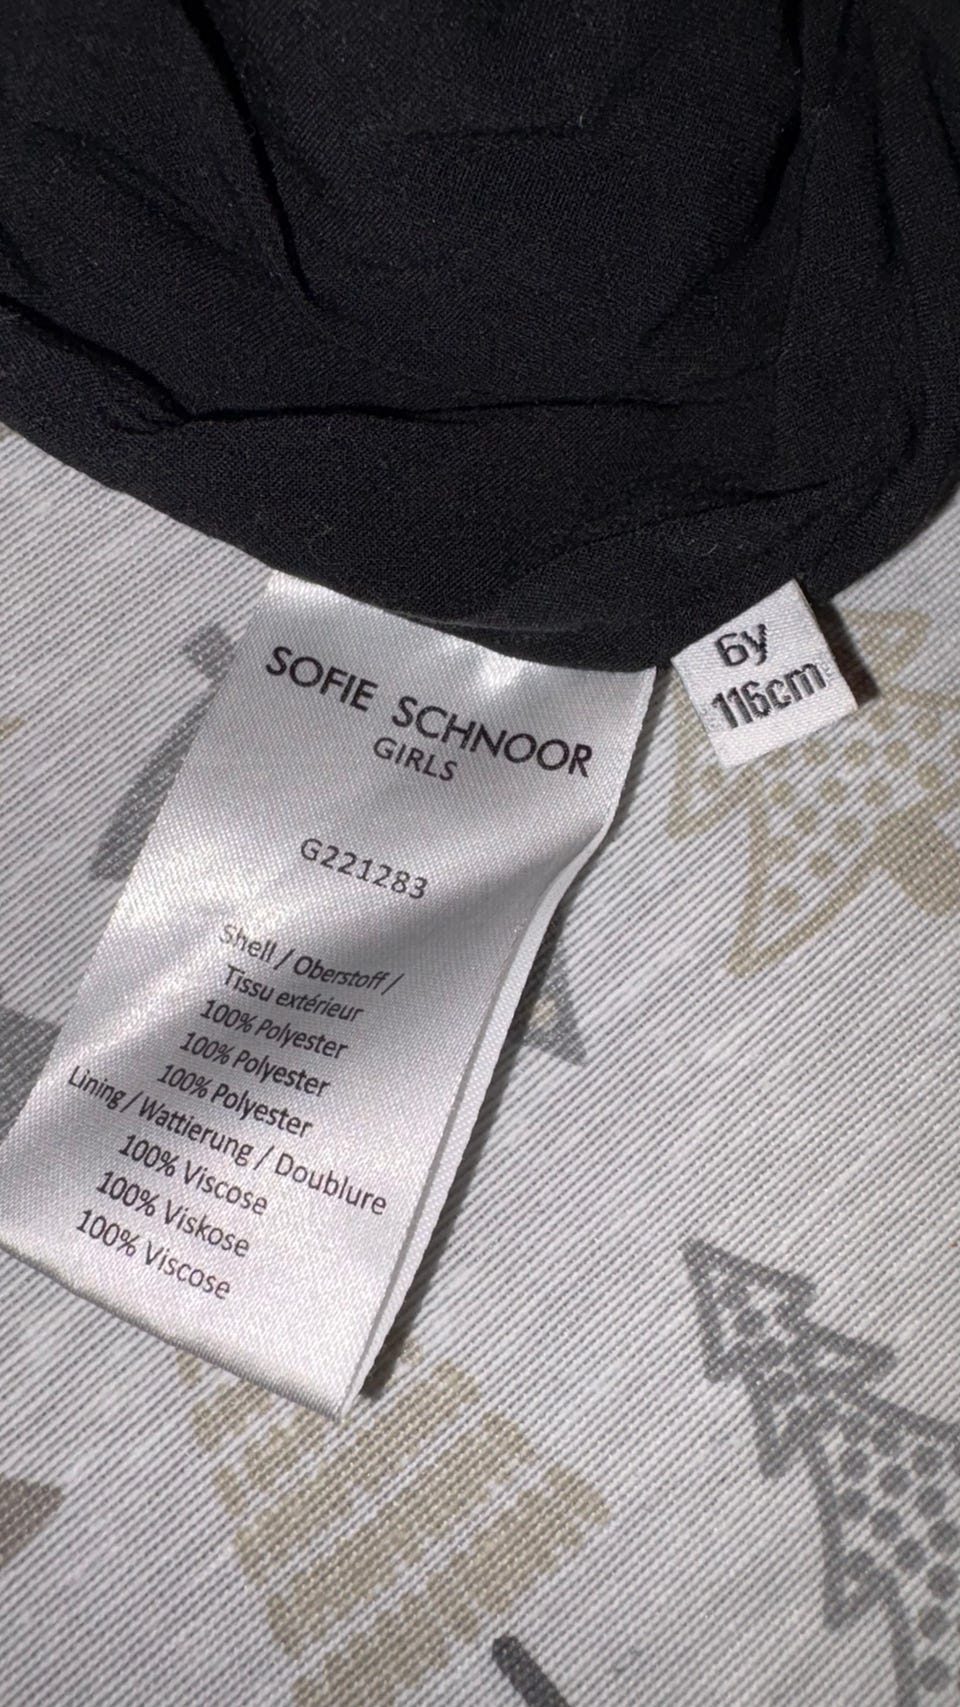 SOFIE SCHNOOR
GIRLS
G221283
Shell / Oberstoff /
Tissu extérieur
100% Polyester
100% Polyester
100% Polyester
Lining / Wattierung / Doublure
100% Viscose
100% Viskose
100% Viscose
6y
116cm